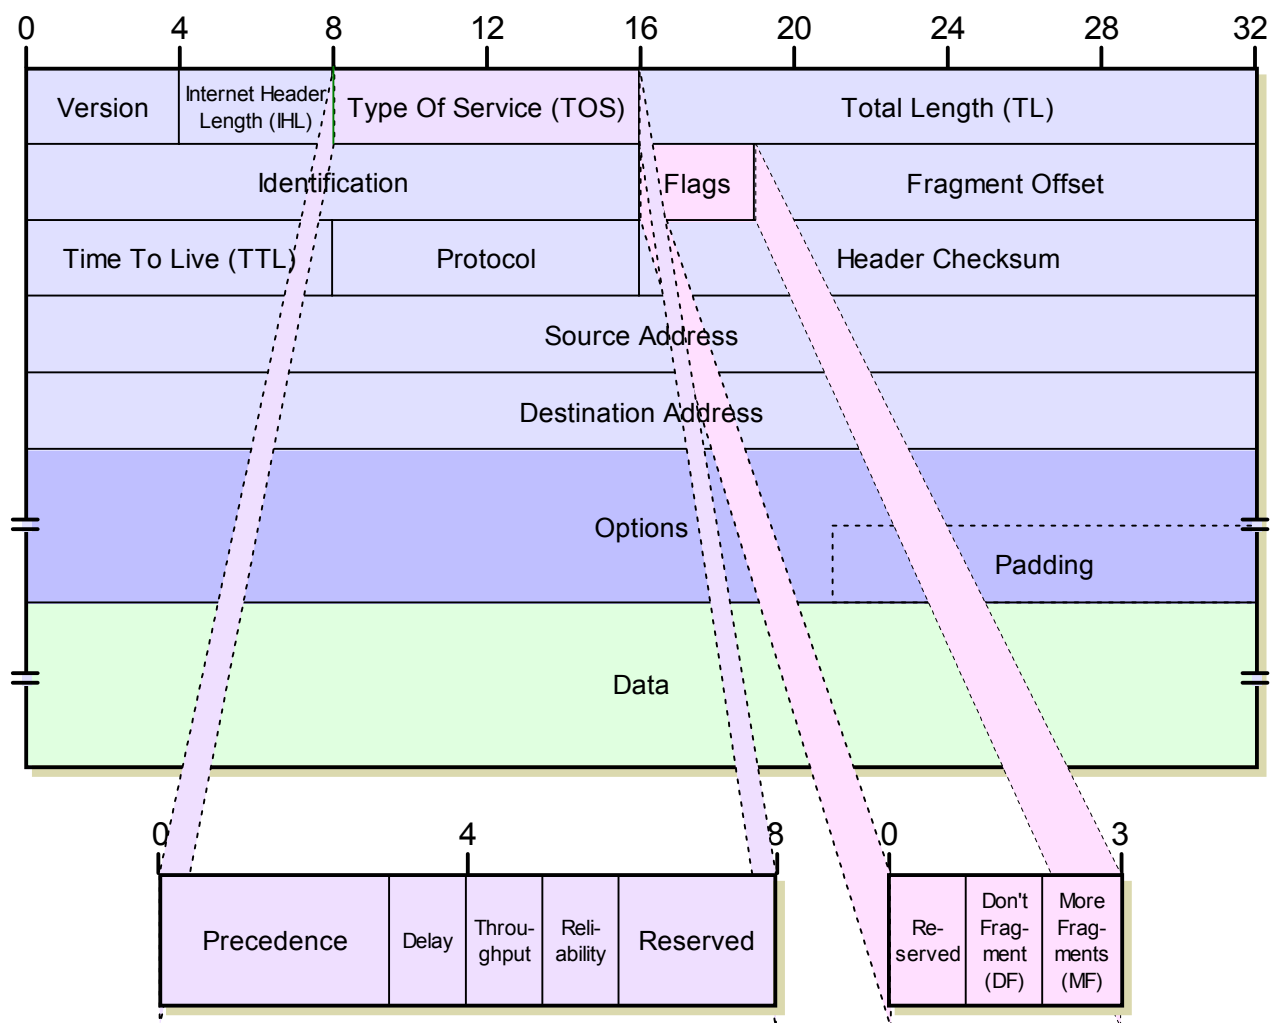 0 4 8 12 16 20 24 28 32
Version
Internet Header
Length (IHL)
Type Of Service (TOS)
Total Length (TL)
Identification
Flags
Fragment Offset
Time To Live (TTL)
Protocol
Header Checksum
Source Address
Destination Address
Options
Padding
Data
0 4 8
0 3
Precedence
Delay
Throu-
ghput
Reli-
ability
Reserved
Re-
served
Don't
Frag-
ment
(DF)
More
Frag-
ments
(MF)